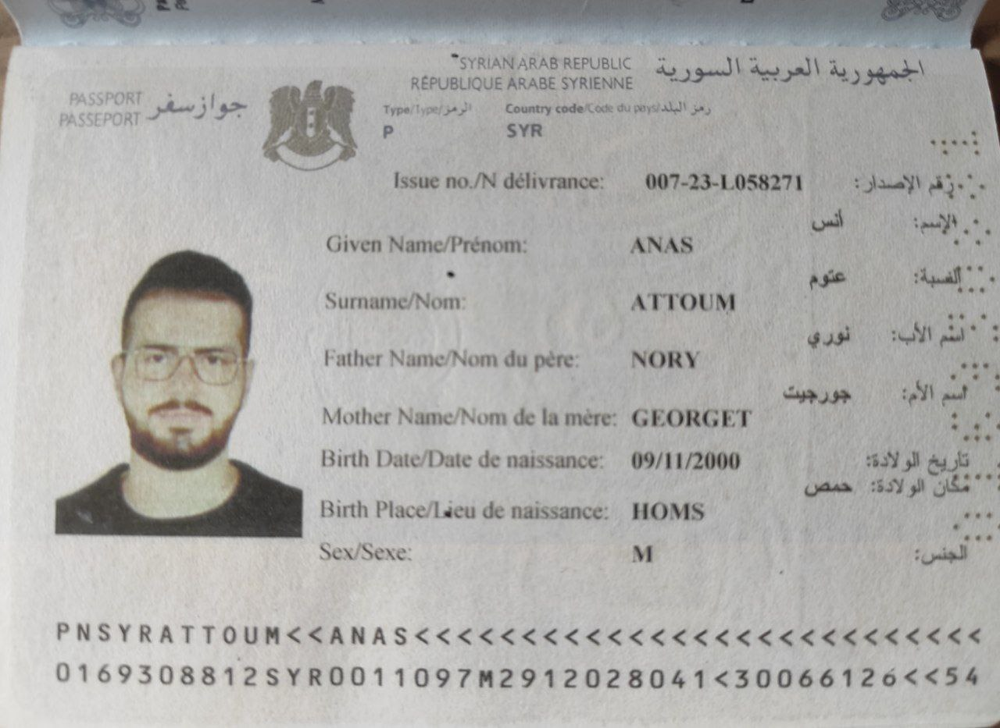 SYRIAN ARAB REPUBLIC الجمهورية العربية السورية
RÉPUBLIQUE ARABE SYRIENNE
PASSPORT جواز سفر
PASSEPORT
Type/Type/الرمز Country code/Code du pays/رمز البلد
P SYR
Issue no./N délivrance: 007-23-L058271 رقم الإصدار:
أنس الإسم:
Given Name/Prénom: ANAS
عتوم النسبة:
Surname/Nom: ATTOUM
نوري اسم الأب:
Father Name/Nom du père: NORY
جورجيت اسم الأم:
Mother Name/Nom de la mère: GEORGET
Birth Date/Date de naissance: 09/11/2000 تاريخ الولادة:
حمص مكان الولادة:
Birth Place/Lieu de naissance: HOMS
Sex/Sexe: M الجنس:
PNSYRATTOUM<<ANAS<<<<<<<<<<<<<<<<<<<<<<<<<<<
0169308812SYR0011097M2912028041<30066126<<54